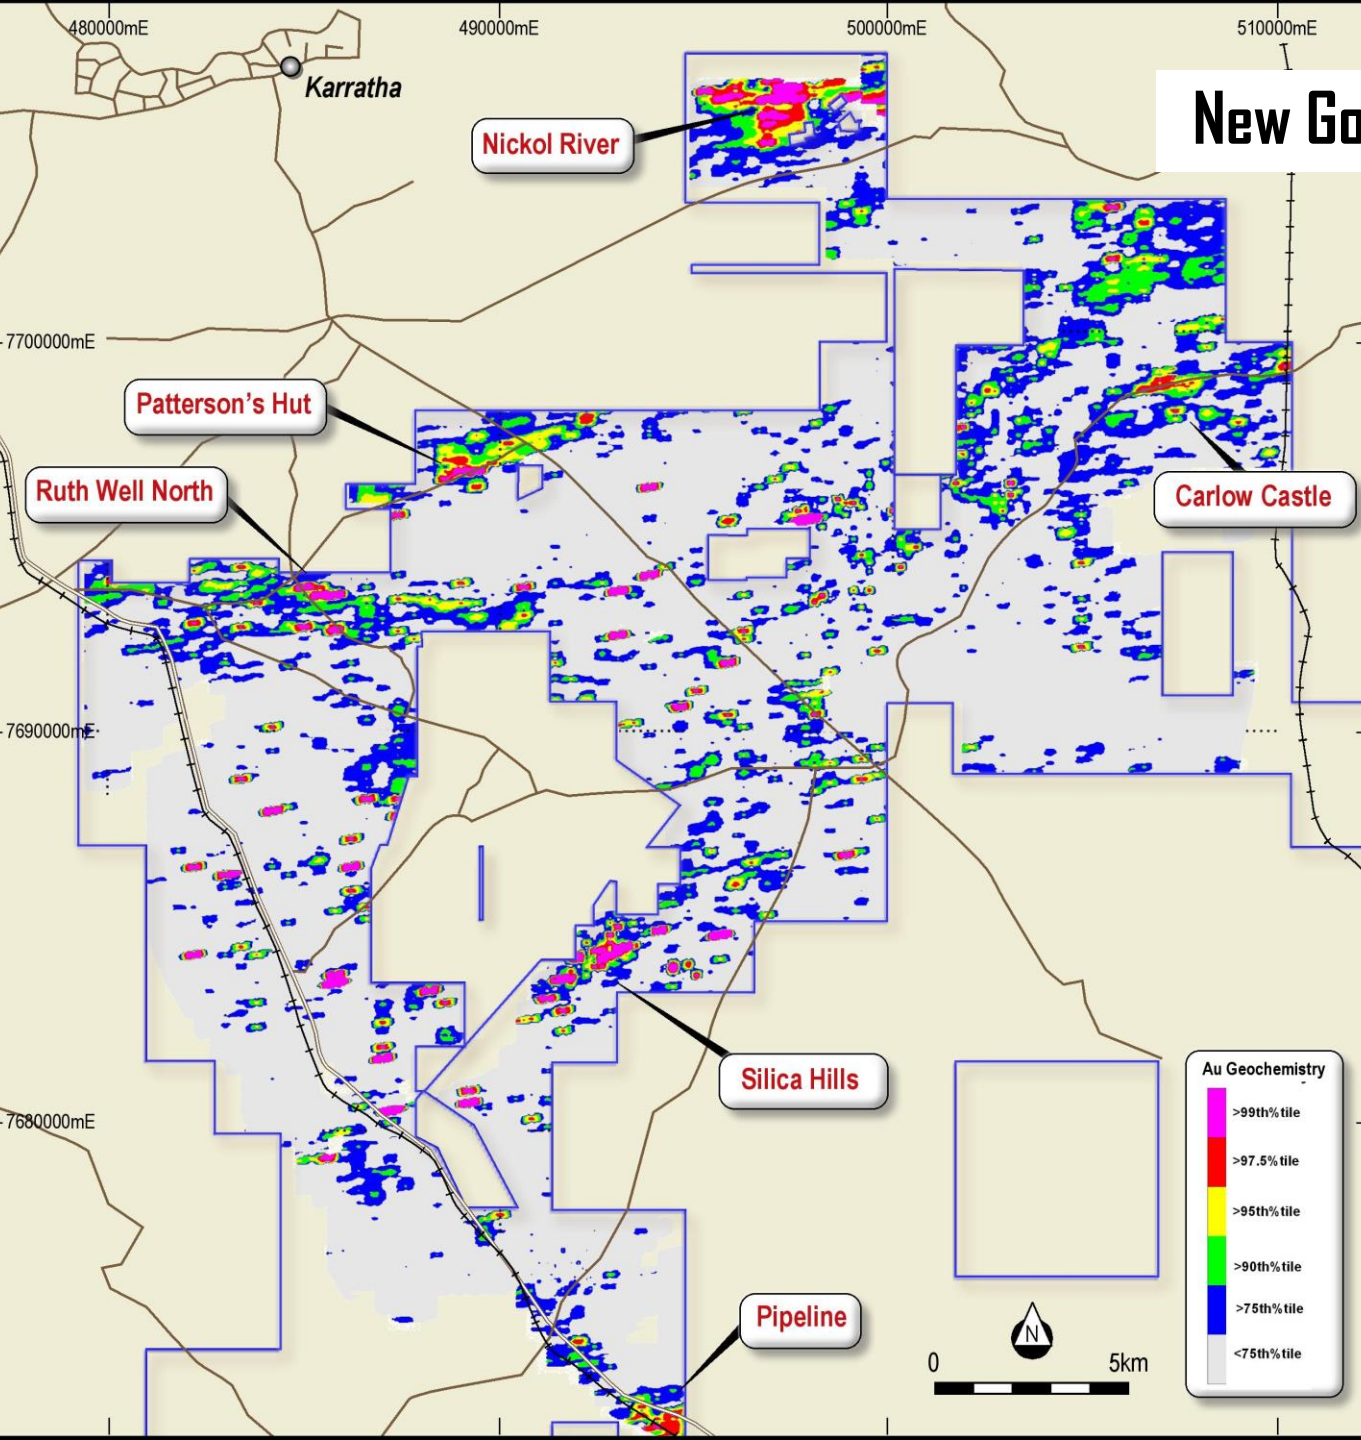 480000mE
490000mE
500000mE
510000mE
Karratha
New Go
Nickol River
7700000mE
Patterson's Hut
Ruth Well North
Carlow Castle
7690000mE
Silica Hills
7680000mE
Au Geochemistry
>99th%tile
>97.5%tile
>95th%tile
>90th%tile
>75th%tile
<75th%tile
Pipeline
N
0 5km